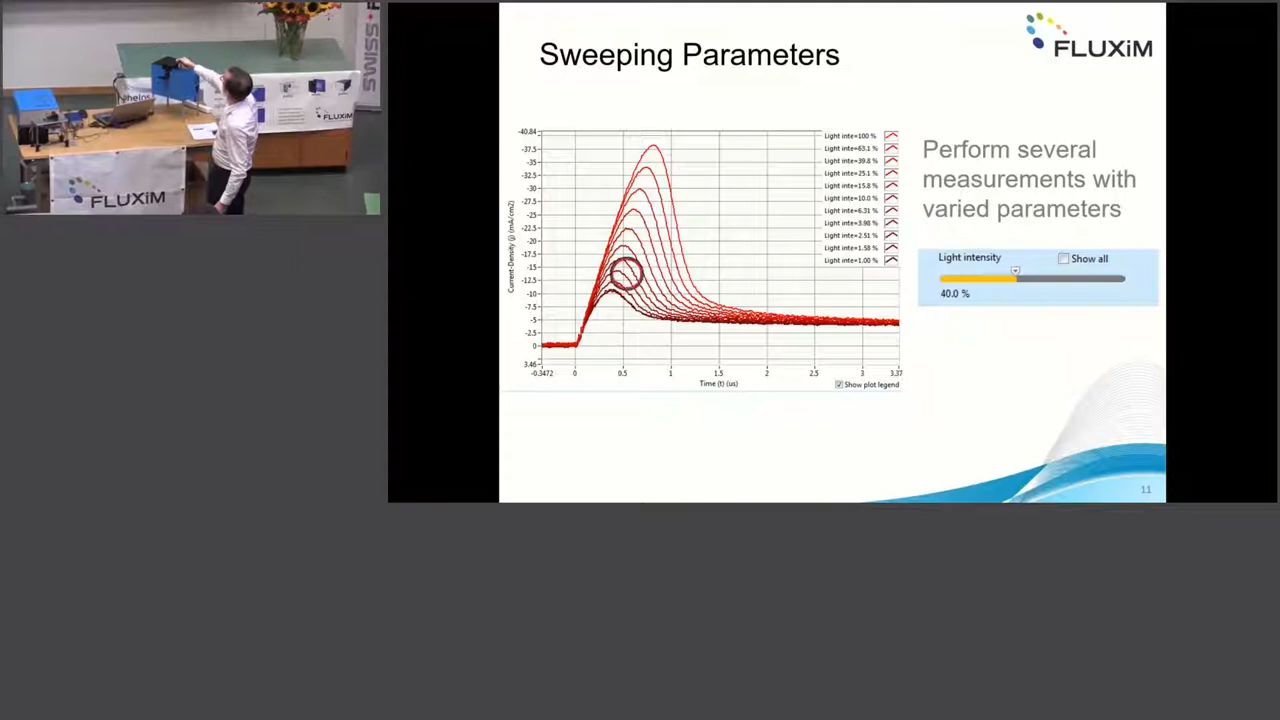 Sweeping Parameters
FLUXiM
-40.84
-37.5
-35
-32.5
-30
-27.5
-25
-22.5
-20
-17.5
-15
-12.5
-10
-7.5
-5
-2.5
0
3.46
Current-Density (j) (mA/cm2)
-0.3472
0
0.5
1
1.5
2
2.5
3
3.37
Time (t) (us)
Show plot legend
Light inte=100 %
Light inte=63.1 %
Light inte=39.8 %
Light inte=25.1 %
Light inte=15.8 %
Light inte=10.0 %
Light inte=6.31 %
Light inte=3.98 %
Light inte=2.51 %
Light inte=1.58 %
Light inte=1.00 %
Perform several
measurements with
varied parameters
Light intensity
Show all
40.0 %
11
SWISS
FLUXiM
FLUXiM